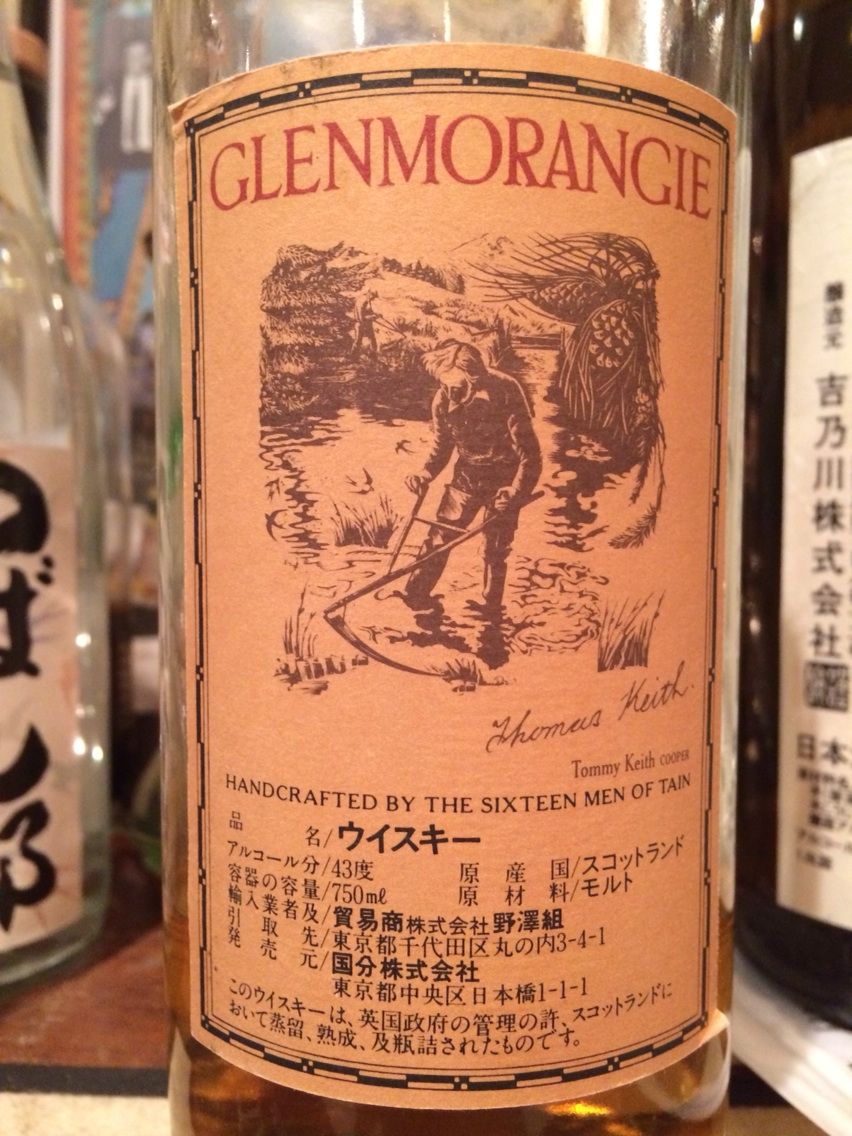 GLENMORANGIE
Thomas Keith.
Tommy Keith COOPER
HANDCRAFTED BY THE SIXTEEN MEN OF TAIN
品名/ウイスキー
アルコール分/43度 原産国/スコットランド
容器の容量/750ml 原材料/モルト
輸入業者及/貿易商株式会社野澤組
引取先/東京都千代田区丸の内3-4-1
発売元/国分株式会社
東京都中央区日本橋1-1-1
このウイスキーは、英国政府の管理の許、スコットランドに
おいて蒸留、熟成、及瓶詰されたものです。
醸造元 吉乃川株式会社
日本